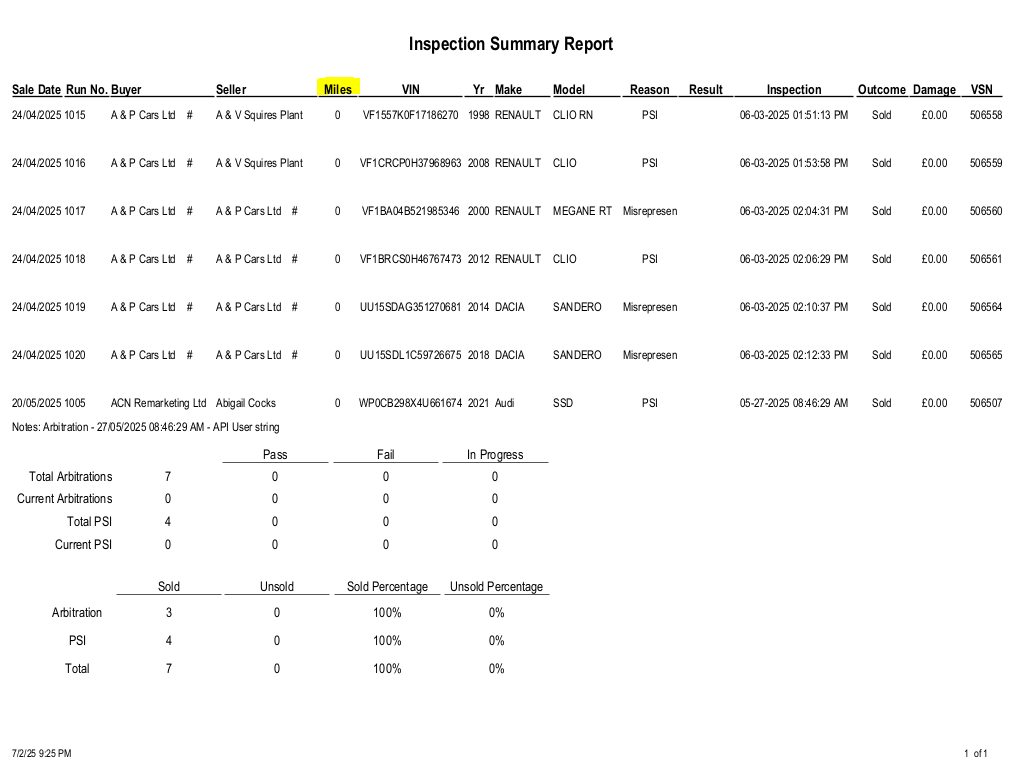 Inspection Summary Report
Sale Date Run No. Buyer Seller Miles VIN Yr Make Model Reason Result Inspection Outcome Damage VSN
24/04/2025 1015 A & P Cars Ltd # A & V Squires Plant 0 VF1557K0F17186270 1998 RENAULT CLIO RN PSI 06-03-2025 01:51:13 PM Sold £0.00 506558
24/04/2025 1016 A & P Cars Ltd # A & V Squires Plant 0 VF1CRCP0H37968963 2008 RENAULT CLIO PSI 06-03-2025 01:53:58 PM Sold £0.00 506559
24/04/2025 1017 A & P Cars Ltd # A & P Cars Ltd # 0 VF1BA04B521985346 2000 RENAULT MEGANE RT Misrepresen 06-03-2025 02:04:31 PM Sold £0.00 506560
24/04/2025 1018 A & P Cars Ltd # A & P Cars Ltd # 0 VF1BRCS0H46767473 2012 RENAULT CLIO PSI 06-03-2025 02:06:29 PM Sold £0.00 506561
24/04/2025 1019 A & P Cars Ltd # A & P Cars Ltd # 0 UU15SDAG351270681 2014 DACIA SANDERO Misrepresen 06-03-2025 02:10:37 PM Sold £0.00 506564
24/04/2025 1020 A & P Cars Ltd # A & P Cars Ltd # 0 UU15SDL1C59726675 2018 DACIA SANDERO Misrepresen 06-03-2025 02:12:33 PM Sold £0.00 506565
20/05/2025 1005 ACN Remarketing Ltd Abigail Cocks 0 WP0CB298X4U661674 2021 Audi SSD PSI 05-27-2025 08:46:29 AM Sold £0.00 506507
Notes: Arbitration - 27/05/2025 08:46:29 AM - API User string
Pass Fail In Progress
Total Arbitrations 7 0 0 0
Current Arbitrations 0 0 0 0
Total PSI 4 0 0 0
Current PSI 0 0 0 0
Sold Unsold Sold Percentage Unsold Percentage
Arbitration 3 0 100% 0%
PSI 4 0 100% 0%
Total 7 0 100% 0%
7/2/25 9:25 PM 1 of 1